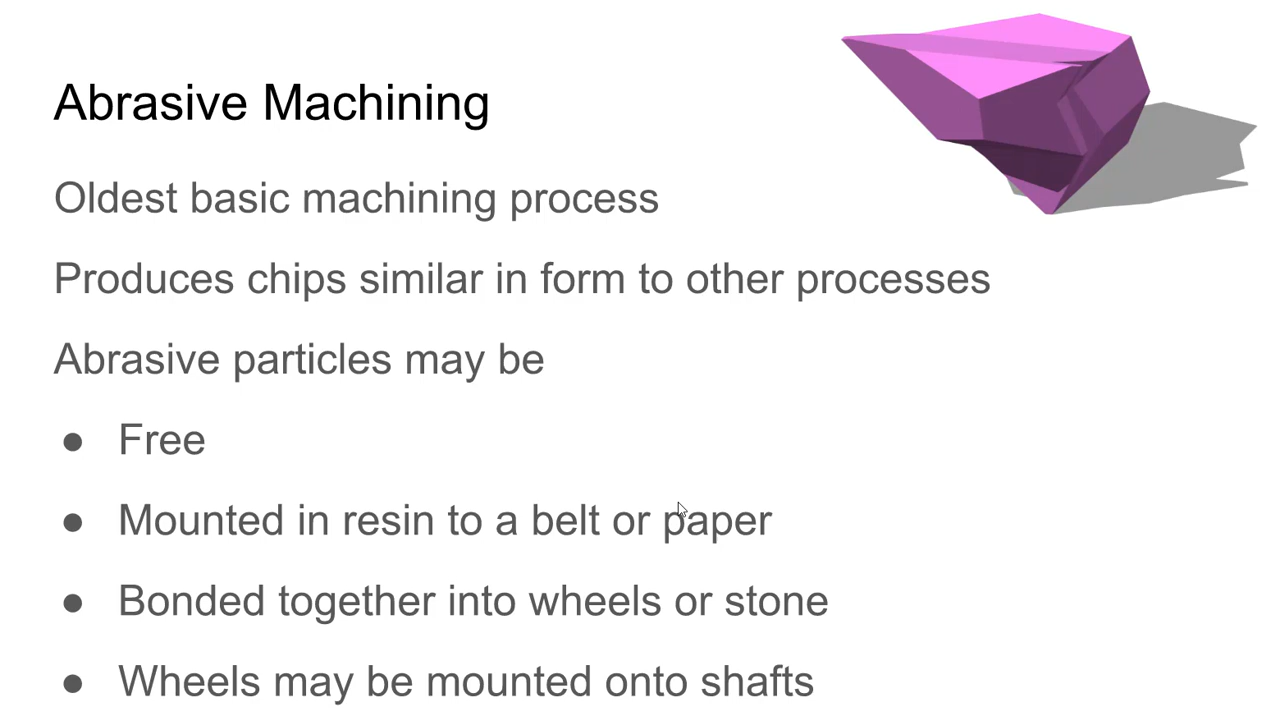 Abrasive Machining
Oldest basic machining process
Produces chips similar in form to other processes
Abrasive particles may be
● Free
● Mounted in resin to a belt or paper
● Bonded together into wheels or stone
● Wheels may be mounted onto shafts